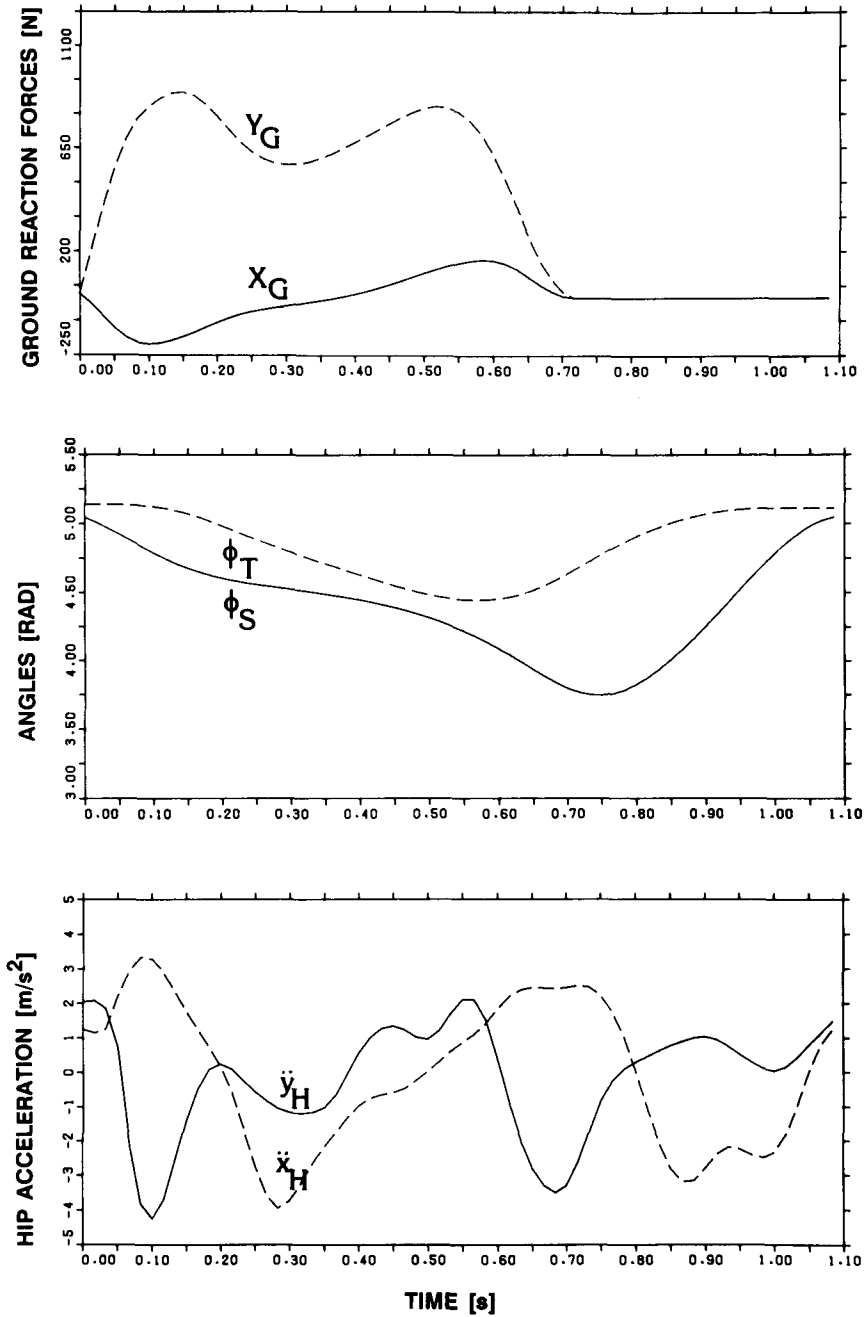 GROUND REACTION FORCES [N]
1100
650
200
-250
Y_G
X_G
0.00 0.10 0.20 0.30 0.40 0.50 0.60 0.70 0.80 0.90 1.00 1.10
ANGLES [RAD]
5.50
5.00
4.50
4.00
3.50
3.00
ϕ_T
ϕ_S
0.00 0.10 0.20 0.30 0.40 0.50 0.60 0.70 0.80 0.90 1.00 1.10
HIP ACCELERATION [m/s²]
5
4
3
2
1
0
-1
-2
-3
-4
-5
ÿ_H
ẍ_H
0.00 0.10 0.20 0.30 0.40 0.50 0.60 0.70 0.80 0.90 1.00 1.10
TIME [s]